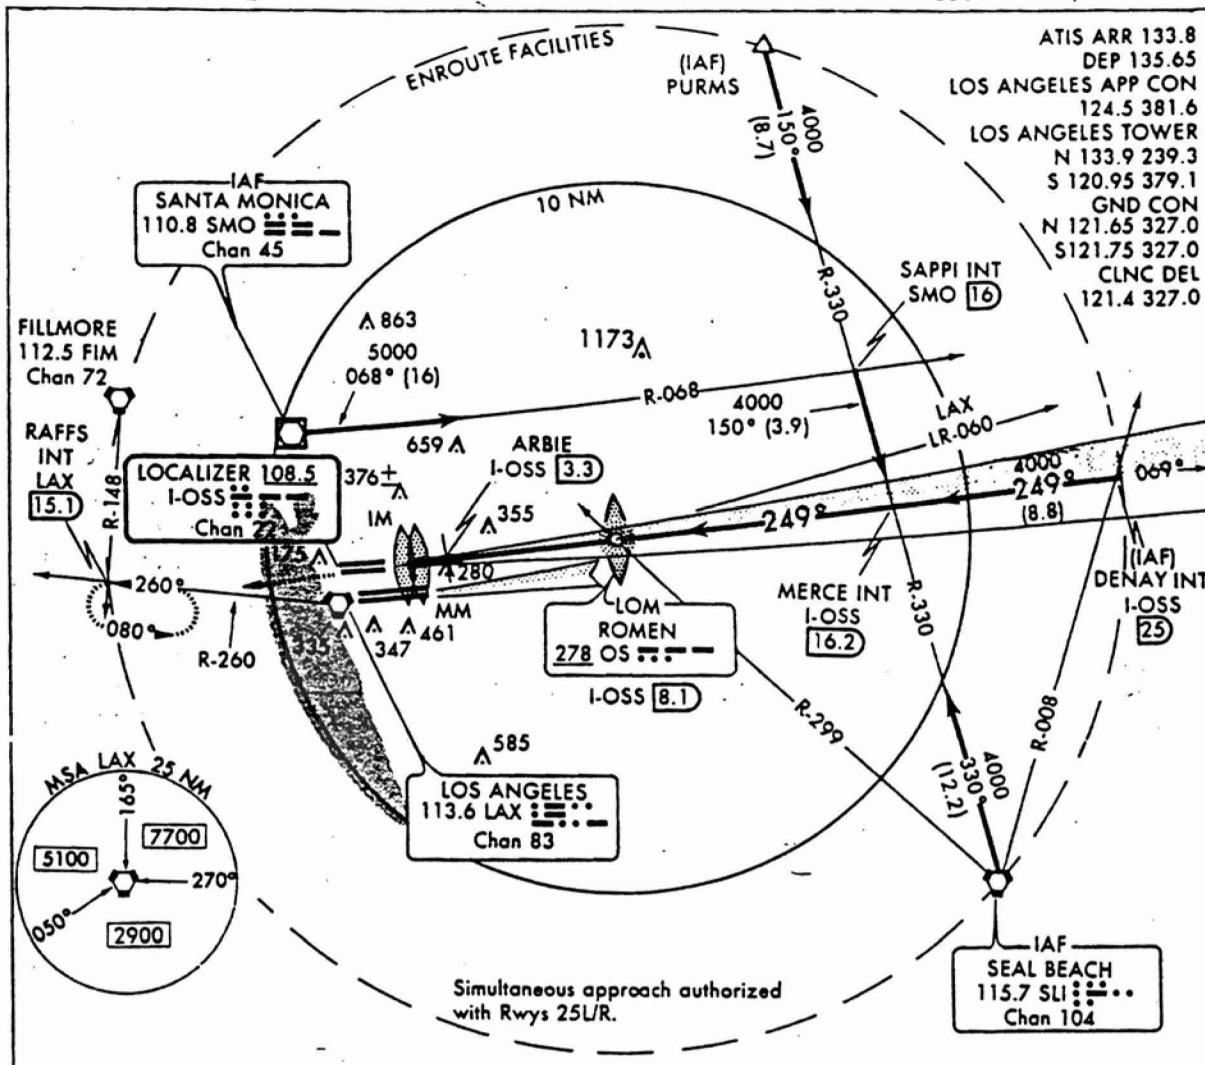 ENROUTE FACILITIES
(IAF)
PURMS
4000
150°
(8.7)
ATIS ARR 133.8
DEP 135.65
LOS ANGELES APP CON
124.5 381.6
LOS ANGELES TOWER
N 133.9 239.3
S 120.95 379.1
GND CON
N 121.65 327.0
S121.75 327.0
CLNC DEL
121.4 327.0
IAF
SANTA MONICA
110.8 SMO
Chan 45
10 NM
R-330
SAPPI INT
SMO 16
FILLMORE
112.5 FIM
Chan 72
863
5000
068° (16)
1173
R-068
4000
150° (3.9)
LAX
LR-060
RAFFS
INT
LAX
15.1
R-148
659
ARBIE
I-OSS 3.3
LOCALIZER 108.5
I-OSS
Chan 22
376
IM
355
4000
249°
(8.8)
069°
249°
175
280
260°
080°
R-260
MM
335
347
461
LOM
ROMEN
278 OS
I-OSS 8.1
MERCE INT
I-OSS
16.2
R-330
(IAF)
DENAY INT
I-OSS
25
R-299
R-008
585
LOS ANGELES
113.6 LAX
Chan 83
4000
330°
(12.2)
MSA LAX 25 NM
165°
7700
5100
270°
050°
2900
Simultaneous approach authorized
with Rwys 25L/R.
IAF
SEAL BEACH
115.7 SLI
Chan 104